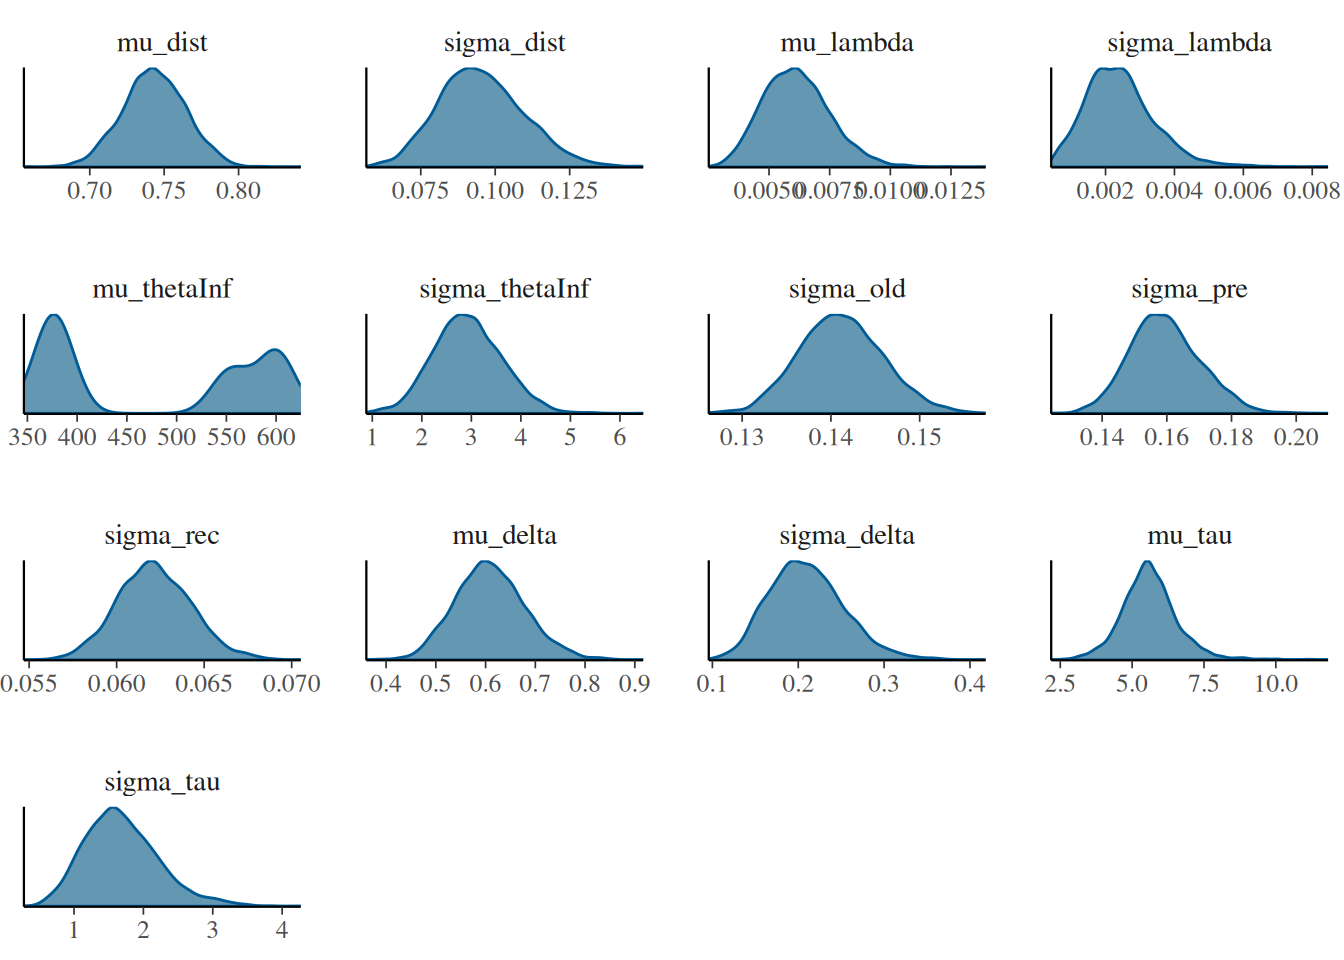 mu_dist sigma_dist mu_lambda sigma_lambda
0.70 0.75 0.80 0.075 0.100 0.125 0.0050 0.0075 0.0100 0.0125 0.002 0.004 0.006 0.008
mu_thetaInf sigma_thetaInf sigma_old sigma_pre
350 400 450 500 550 600 1 2 3 4 5 6 0.13 0.14 0.15 0.14 0.16 0.18 0.20
sigma_rec mu_delta sigma_delta mu_tau
0.055 0.060 0.065 0.070 0.4 0.5 0.6 0.7 0.8 0.9 0.1 0.2 0.3 0.4 2.5 5.0 7.5 10.0
sigma_tau
1 2 3 4